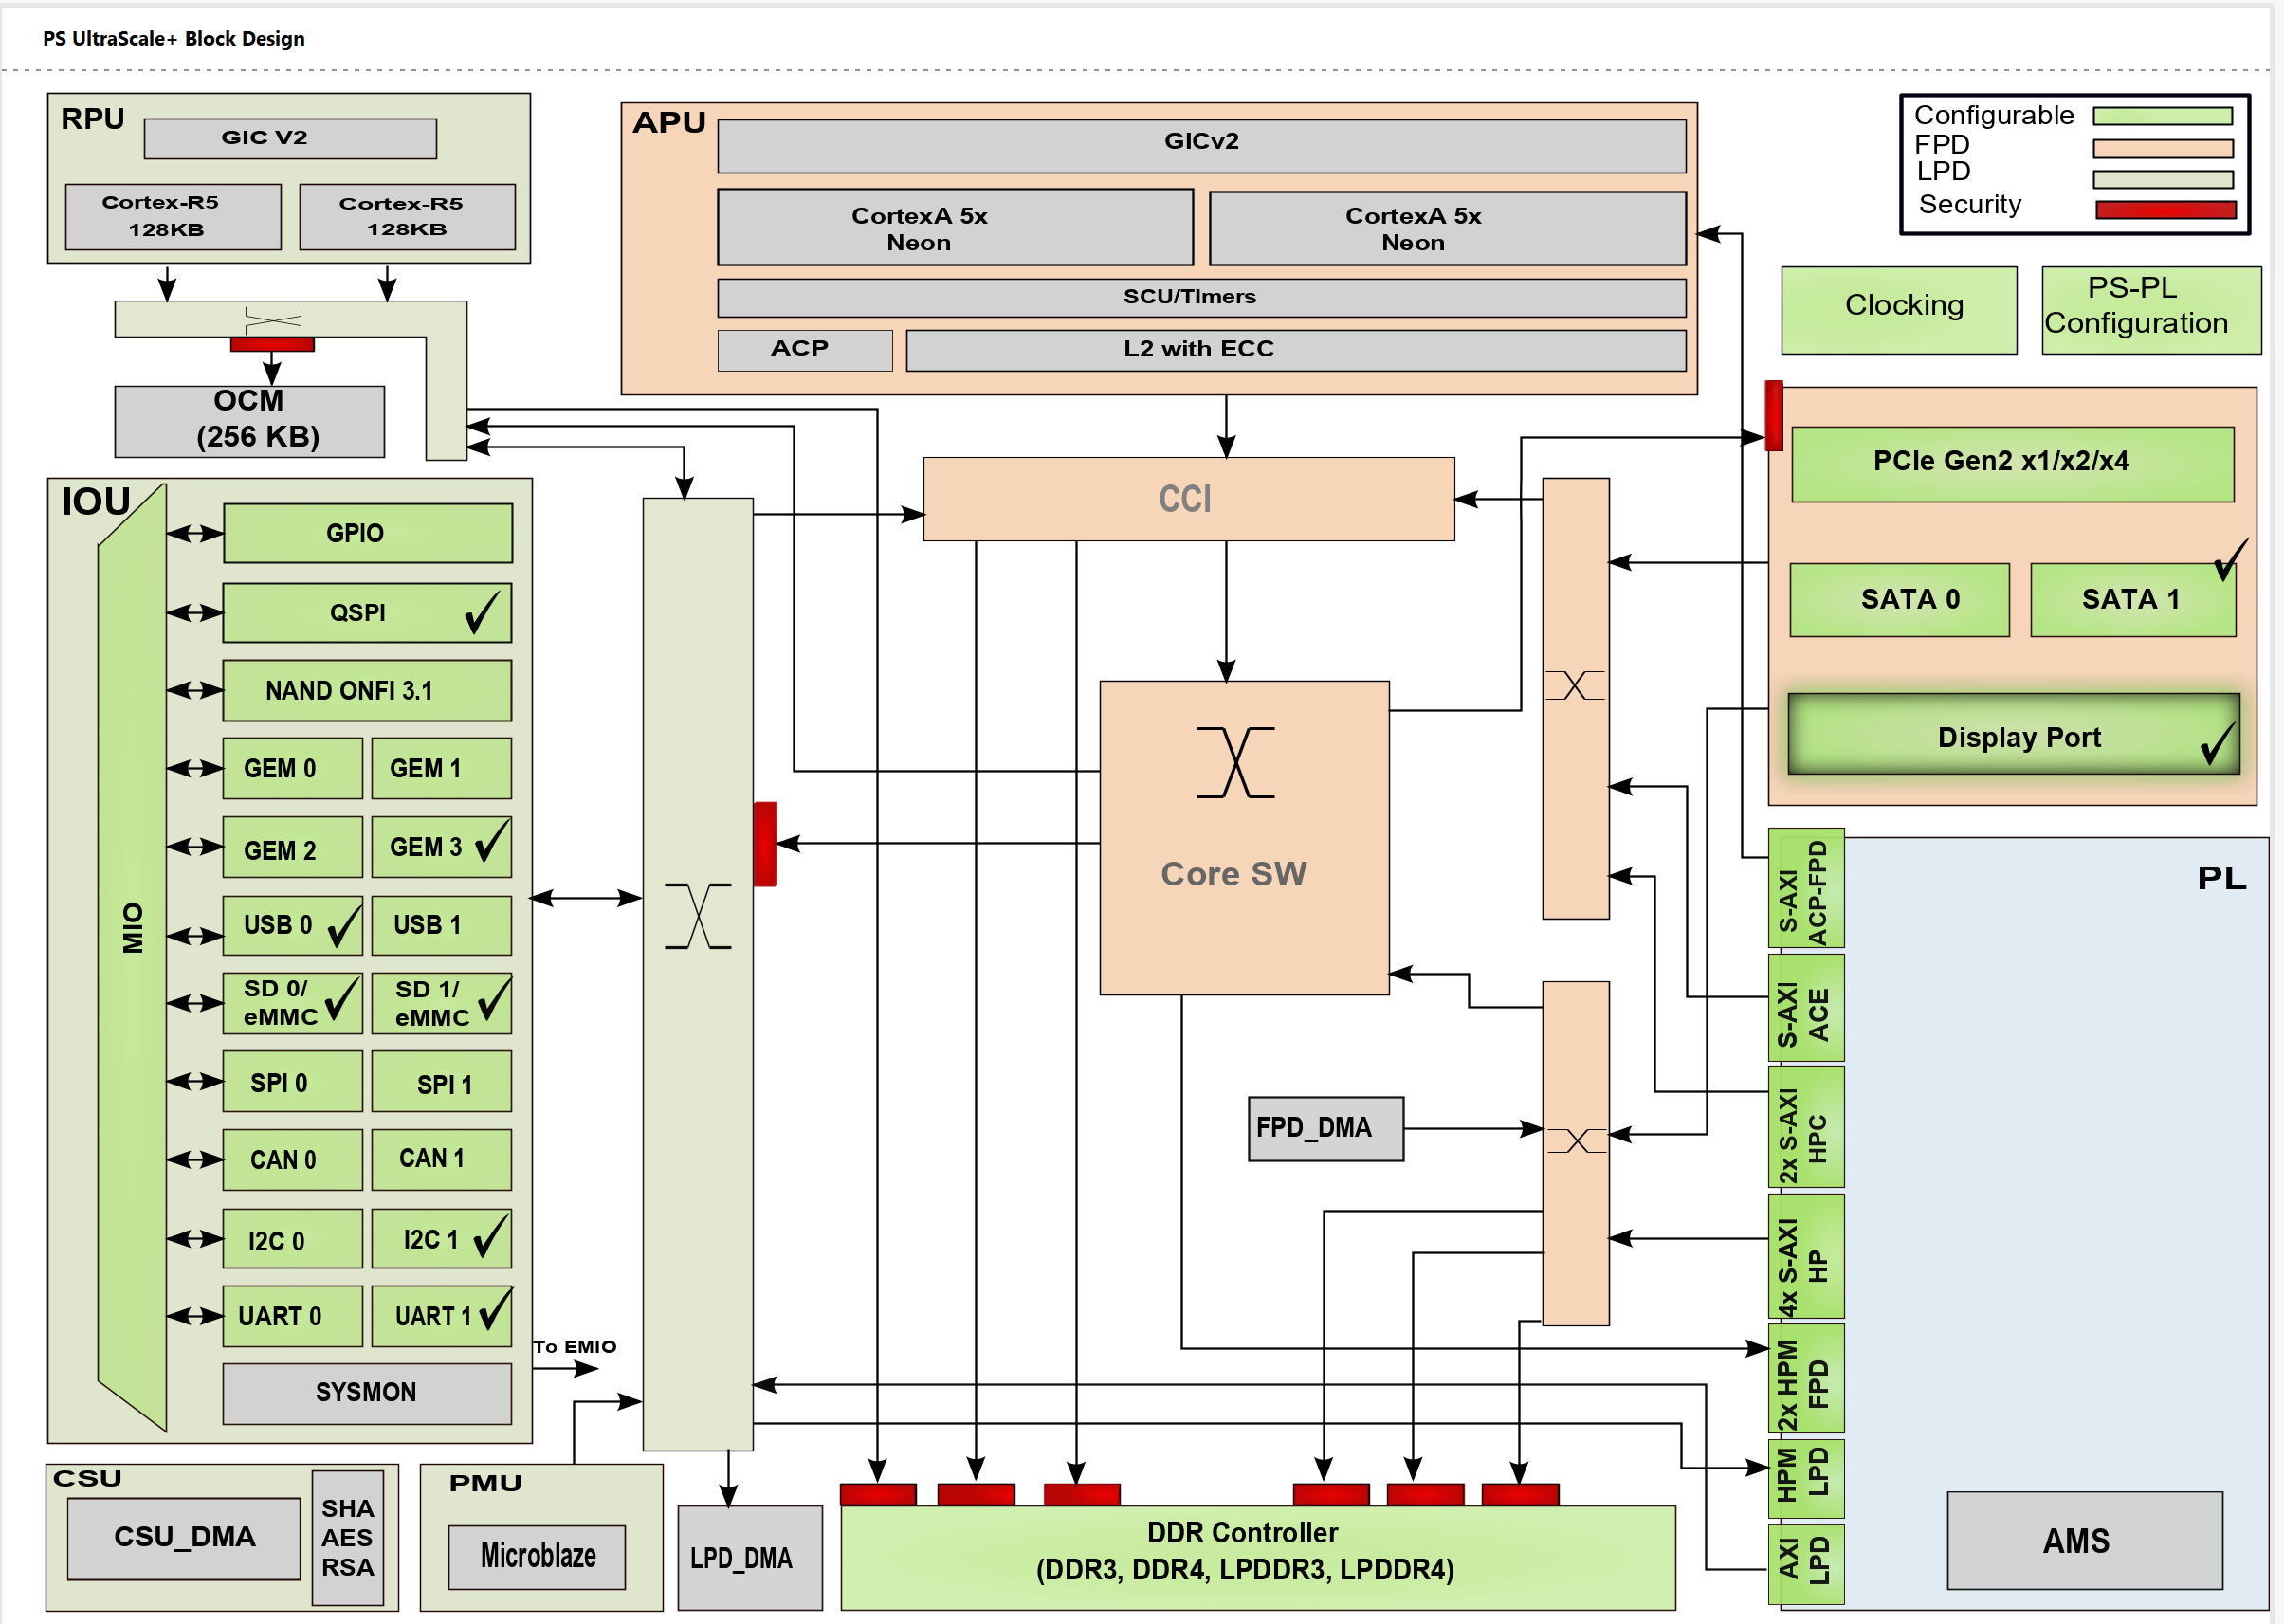 PS UltraScale+ Block Design
RPU
GIC V2
Cortex-R5
128KB
Cortex-R5
128KB
OCM
(256 KB)
APU
GICv2
CortexA 5x
Neon
CortexA 5x
Neon
SCU/TImers
ACP
L2 with ECC
Configurable
FPD
LPD
Security
Clocking
PS-PL
Configuration
IOU
MIO
GPIO
QSPI
NAND ONFI 3.1
GEM 0
GEM 1
GEM 2
GEM 3
USB 0
USB 1
SD 0/
eMMC
SD 1/
eMMC
SPI 0
SPI 1
CAN 0
CAN 1
I2C 0
I2C 1
UART 0
UART 1
SYSMON
To EMIO
CCI
Core SW
FPD_DMA
PCIe Gen2 x1/x2/x4
SATA 0
SATA 1
Display Port
PL
S-AXI
ACP-FPD
S-AXI
ACE
2x S-AXI
HPC
4x S-AXI
HP
2x HPM
FPD
HPM
LPD
AXI
LPD
AMS
CSU
CSU_DMA
SHA
AES
RSA
PMU
Microblaze
LPD_DMA
DDR Controller
(DDR3, DDR4, LPDDR3, LPDDR4)